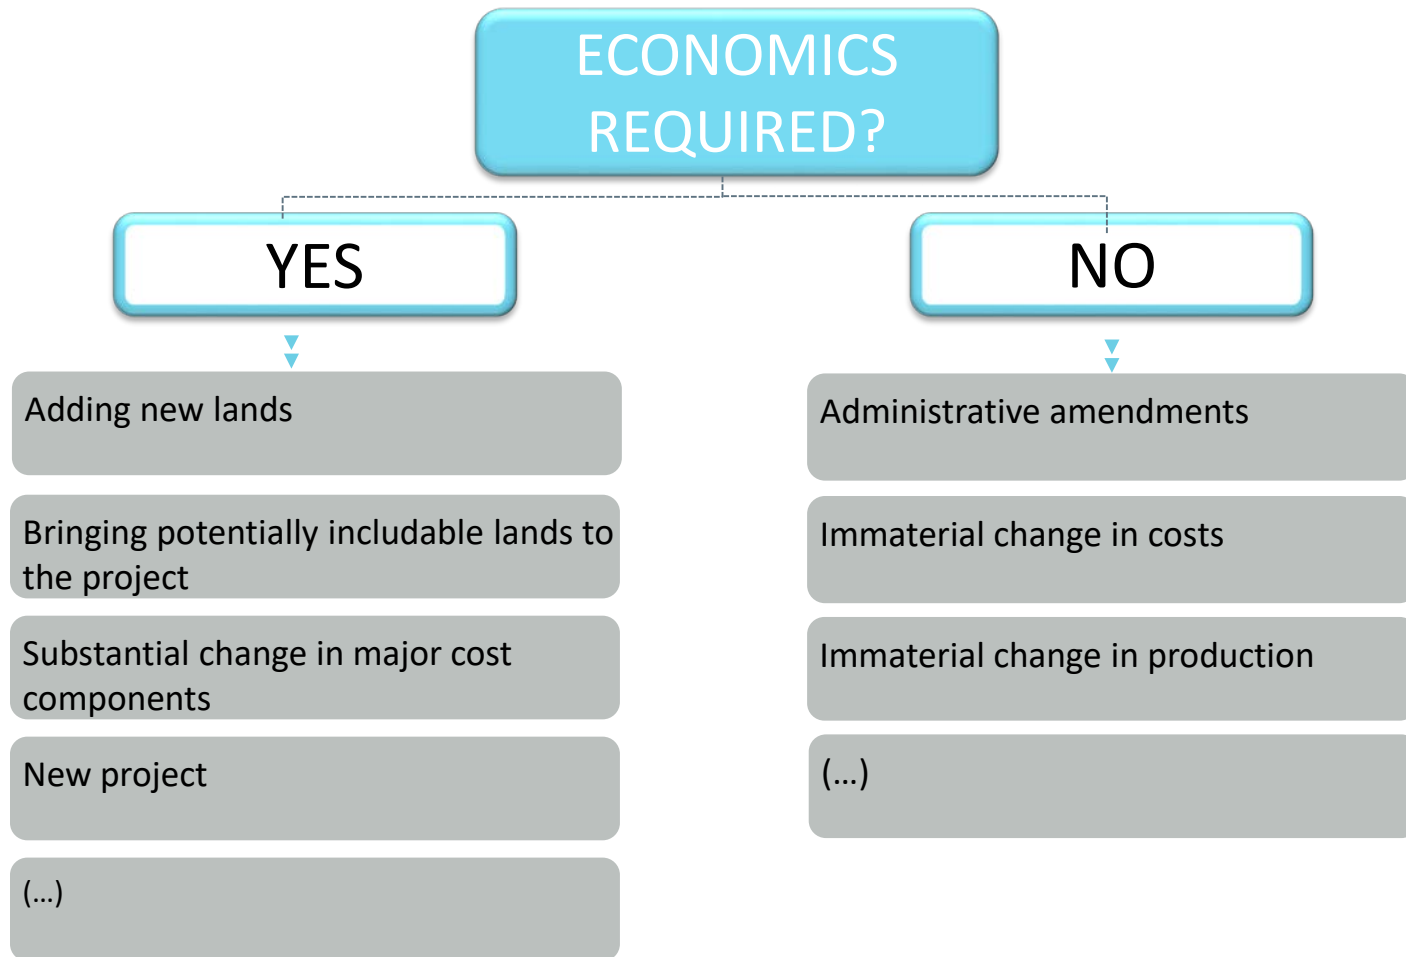 ECONOMICS
REQUIRED?
YES
NO
Adding new lands
Bringing potentially includable lands to
the project
Substantial change in major cost
components
New project
(...)
Administrative amendments
Immaterial change in costs
Immaterial change in production
(...)